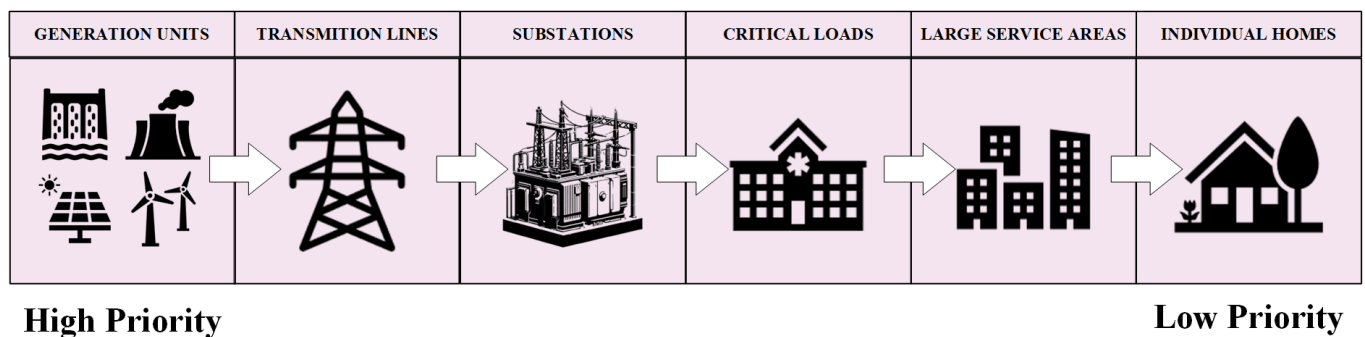 GENERATION UNITS
TRANSMITION LINES
SUBSTATIONS
CRITICAL LOADS
LARGE SERVICE AREAS
INDIVIDUAL HOMES
High Priority
Low Priority